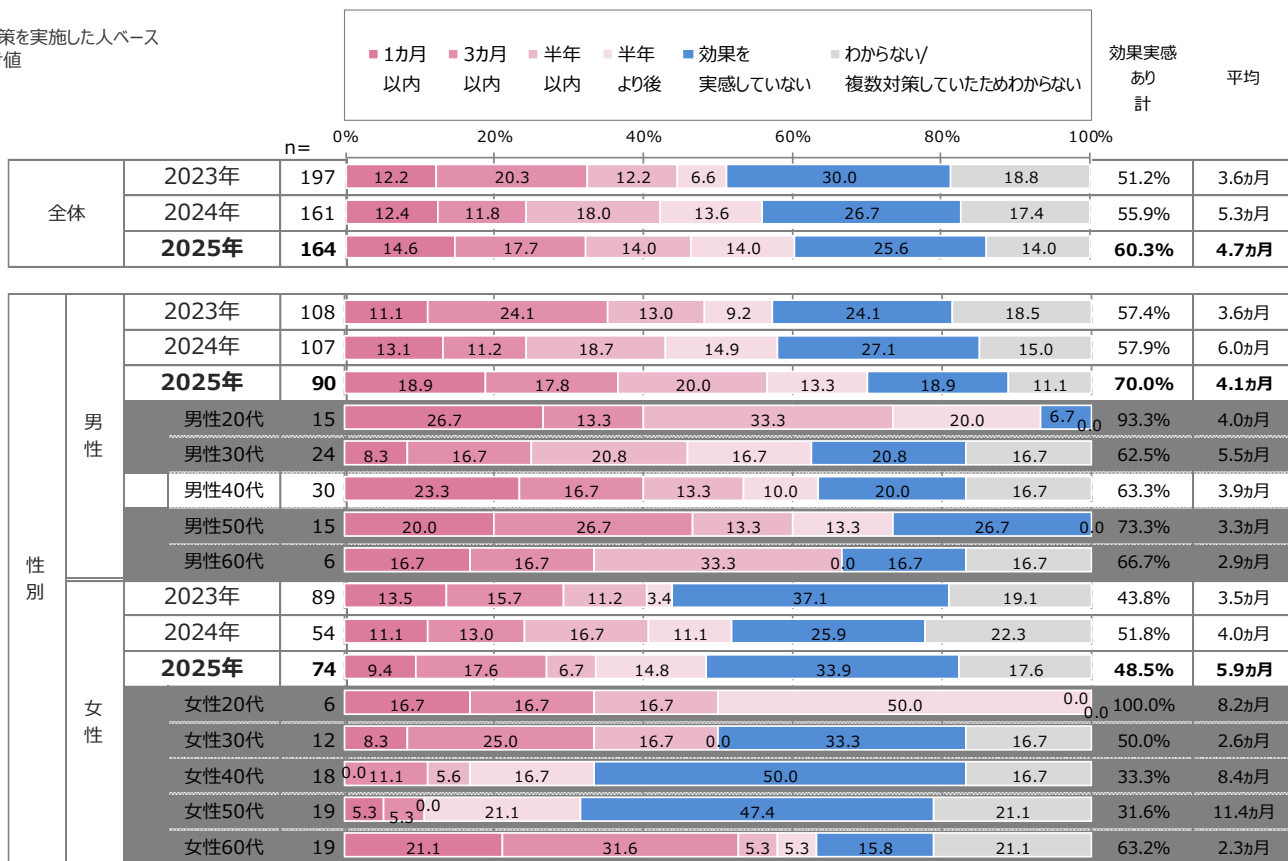 策を実施した人ベース
値
1カ月以内 3カ月以内 半年以内 半年より後 効果を実感していない わからない/複数対策していたためわからない
効果実感あり計 平均
n= 0% 20% 40% 60% 80% 100%
全体
2023年 197 12.2 20.3 12.2 6.6 30.0 18.8 51.2% 3.6ヵ月
2024年 161 12.4 11.8 18.0 13.6 26.7 17.4 55.9% 5.3ヵ月
2025年 164 14.6 17.7 14.0 14.0 25.6 14.0 60.3% 4.7ヵ月
性別
男性
2023年 108 11.1 24.1 13.0 9.2 24.1 18.5 57.4% 3.6ヵ月
2024年 107 13.1 11.2 18.7 14.9 27.1 15.0 57.9% 6.0ヵ月
2025年 90 18.9 17.8 20.0 13.3 18.9 11.1 70.0% 4.1ヵ月
男性20代 15 26.7 13.3 33.3 20.0 6.7 0.0 93.3% 4.0ヵ月
男性30代 24 8.3 16.7 20.8 16.7 20.8 16.7 62.5% 5.5ヵ月
男性40代 30 23.3 16.7 13.3 10.0 20.0 16.7 63.3% 3.9ヵ月
男性50代 15 20.0 26.7 13.3 13.3 26.7 0.0 73.3% 3.3ヵ月
男性60代 6 16.7 16.7 33.3 0.0 16.7 16.7 66.7% 2.9ヵ月
女性
2023年 89 13.5 15.7 11.2 3.4 37.1 19.1 43.8% 3.5ヵ月
2024年 54 11.1 13.0 16.7 11.1 25.9 22.3 51.8% 4.0ヵ月
2025年 74 9.4 17.6 6.7 14.8 33.9 17.6 48.5% 5.9ヵ月
女性20代 6 16.7 16.7 16.7 50.0 0.0 0.0 100.0% 8.2ヵ月
女性30代 12 8.3 25.0 16.7 0.0 33.3 16.7 50.0% 2.6ヵ月
女性40代 18 0.0 11.1 5.6 16.7 50.0 16.7 33.3% 8.4ヵ月
女性50代 19 5.3 5.3 0.0 21.1 47.4 21.1 31.6% 11.4ヵ月
女性60代 19 21.1 31.6 5.3 5.3 15.8 21.1 63.2% 2.3ヵ月